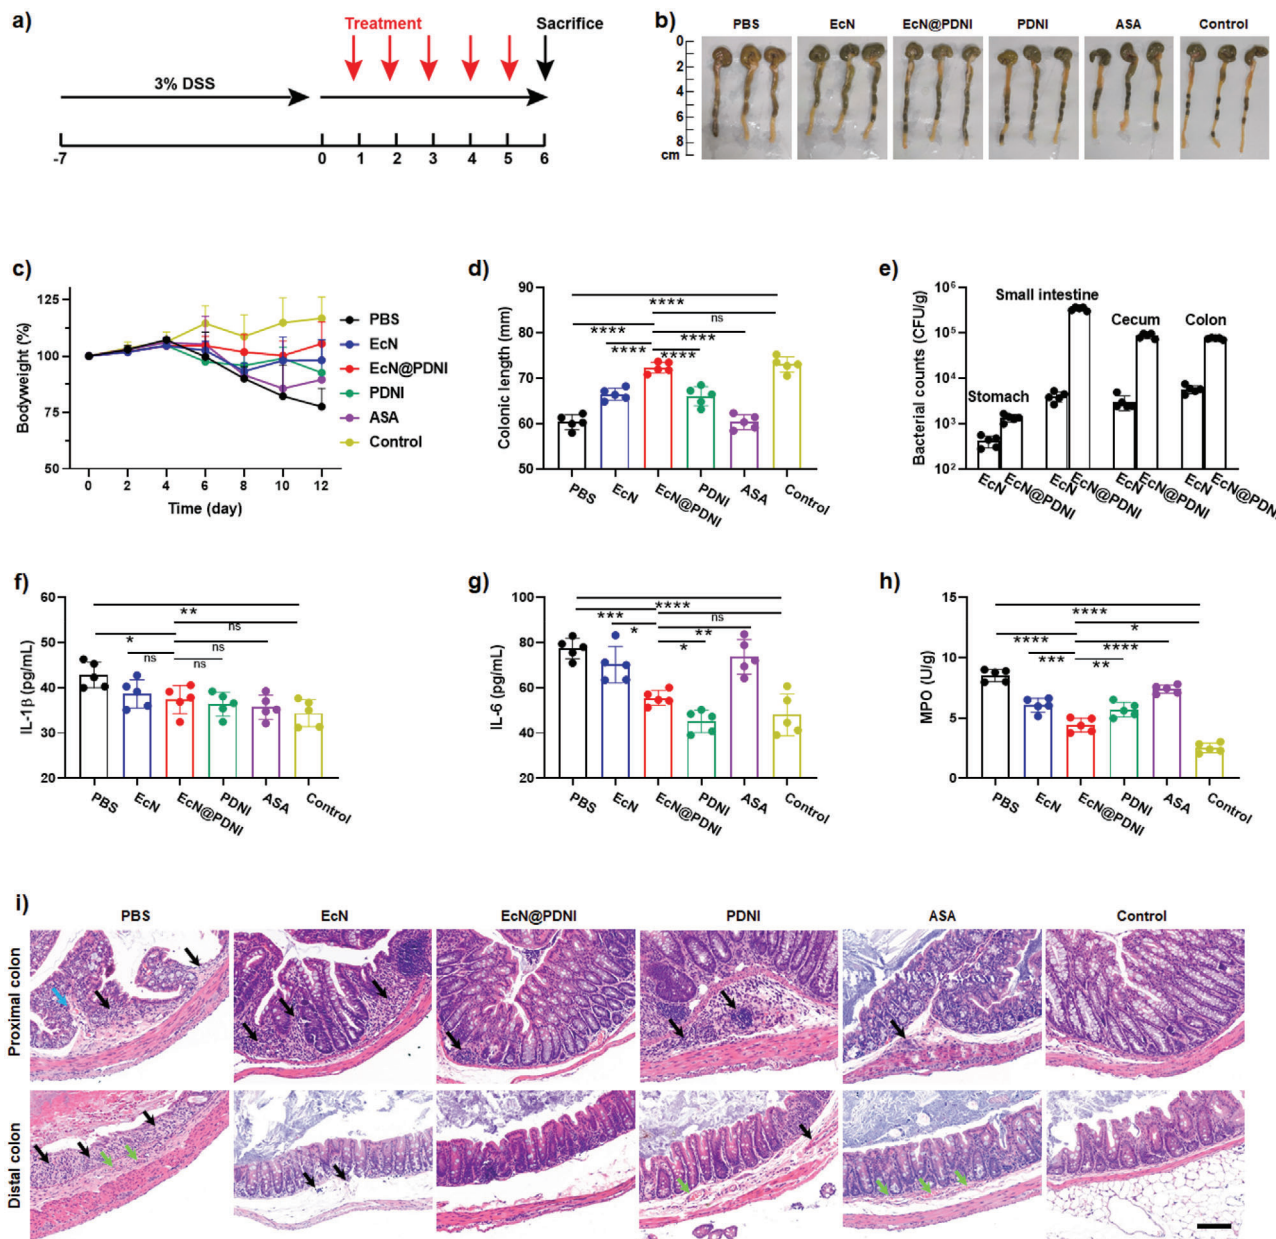 a)
Treatment
Sacrifice
3% DSS
-7 0 1 2 3 4 5 6
b)
PBS EcN EcN@PDNI PDNI ASA Control
0
2
4
6
8
cm
c)
Bodyweight (%)
125
100
75
50
0 2 4 6 8 10 12
Time (day)
PBS
EcN
EcN@PDNI
PDNI
ASA
Control
d)
Colonic length (mm)
90
80
70
60
50
****
ns
**** ****
**** ****
PBS EcN EcN@PDNI PDNI ASA Control
e)
Bacterial counts (CFU/g)
10⁶
10⁵
10⁴
10³
10²
Small intestine
Cecum Colon
Stomach
EcN EcN@PDNI EcN EcN@PDNI EcN EcN@PDNI EcN EcN@PDNI
f)
IL-1β (pg/mL)
60
50
40
30
20
**
ns
* ns
ns ns
PBS EcN EcN@PDNI PDNI ASA Control
g)
IL-6 (pg/mL)
100
80
60
40
20
****
ns
*** **
* *
PBS EcN EcN@PDNI PDNI ASA Control
h)
MPO (U/g)
15
10
5
0
****
*
**** ****
*** **
PBS EcN EcN@PDNI PDNI ASA Control
i)
PBS EcN EcN@PDNI PDNI ASA Control
Proximal colon
Distal colon